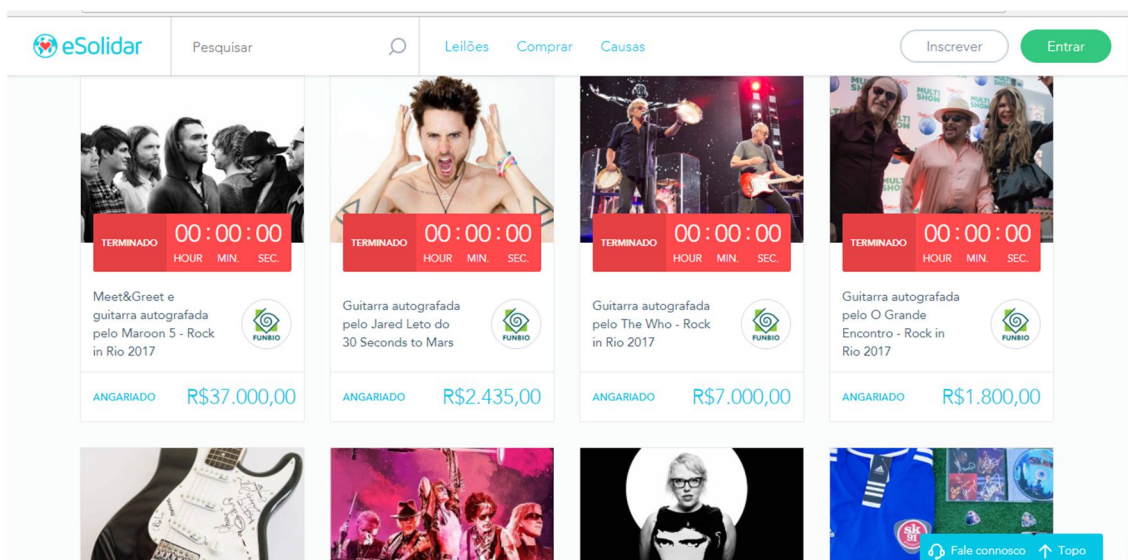 eSolidar
Pesquisar
Leilões
Comprar
Causas
Inscrever
Entrar
MULTI SHOW
TERMINADO
00:00:00
HOUR MIN. SEC.
TERMINADO
00:00:00
HOUR MIN. SEC.
TERMINADO
00:00:00
HOUR MIN. SEC.
TERMINADO
00:00:00
HOUR MIN. SEC.
Meet&Greet e
guitarra autografada
pelo Maroon 5 - Rock
in Rio 2017
FUNBIO
Guitarra autografada
pelo Jared Leto do
30 Seconds to Mars
FUNBIO
Guitarra autografada
pelo The Who - Rock
in Rio 2017
FUNBIO
Guitarra autografada
pelo O Grande
Encontro - Rock in
Rio 2017
FUNBIO
ANGARIADO R$37.000,00
ANGARIADO R$2.435,00
ANGARIADO R$7.000,00
ANGARIADO R$1.800,00
adidas
sk
91
Fale connosco
Topo